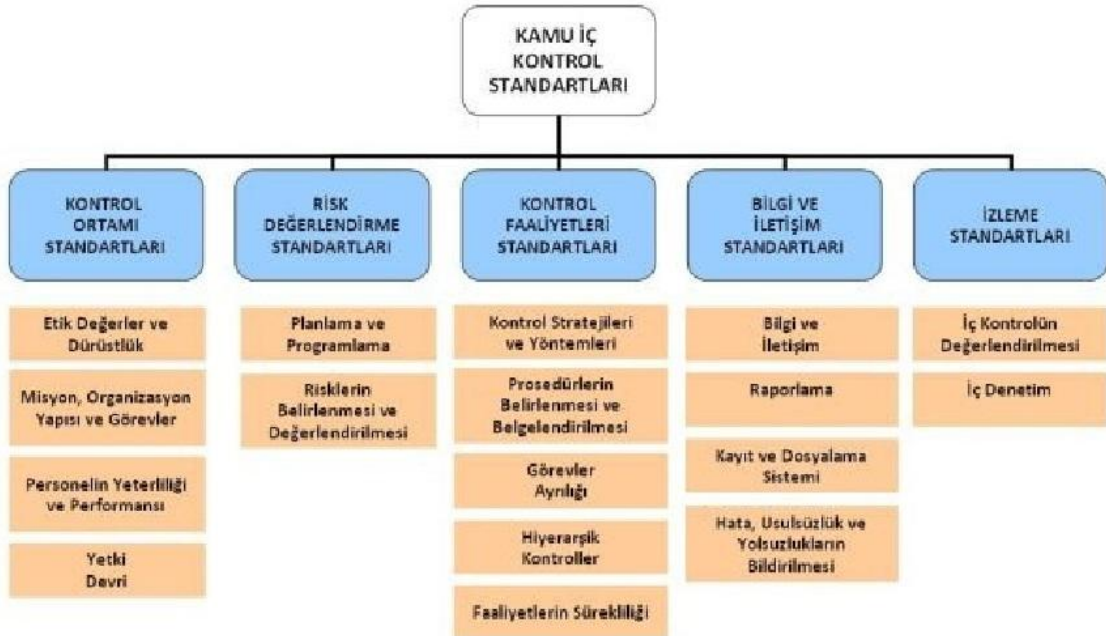 KAMU İÇ
KONTROL
STANDARTLARI
KONTROL
ORTAMI
STANDARTLARI
RİSK
DEĞERLENDİRME
STANDARTLARI
KONTROL
FAALİYETLERİ
STANDARTLARI
BİLGİ VE
İLETİŞİM
STANDARTLARI
İZLEME
STANDARTLARI
Etik Değerler ve
Dürüstlük
Misyon, Organizasyon
Yapısı ve Görevler
Personelin Yeterliliği
ve Performansı
Yetki
Devri
Planlama ve
Programlama
Risklerin
Belirlenmesi ve
Değerlendirilmesi
Kontrol Stratejileri
ve Yöntemleri
Prosedürlerin
Belirlenmesi ve
Belgelendirilmesi
Görevler
Ayrılığı
Hiyerarşik
Kontroller
Faaliyetlerin Sürekliliği
Bilgi ve
İletişim
Raporlama
Kayıt ve Dosyalama
Sistemi
Hata, Usulsüzlük ve
Yolsuzlukların
Bildirilmesi
İç Kontrolün
Değerlendirilmesi
İç Denetim